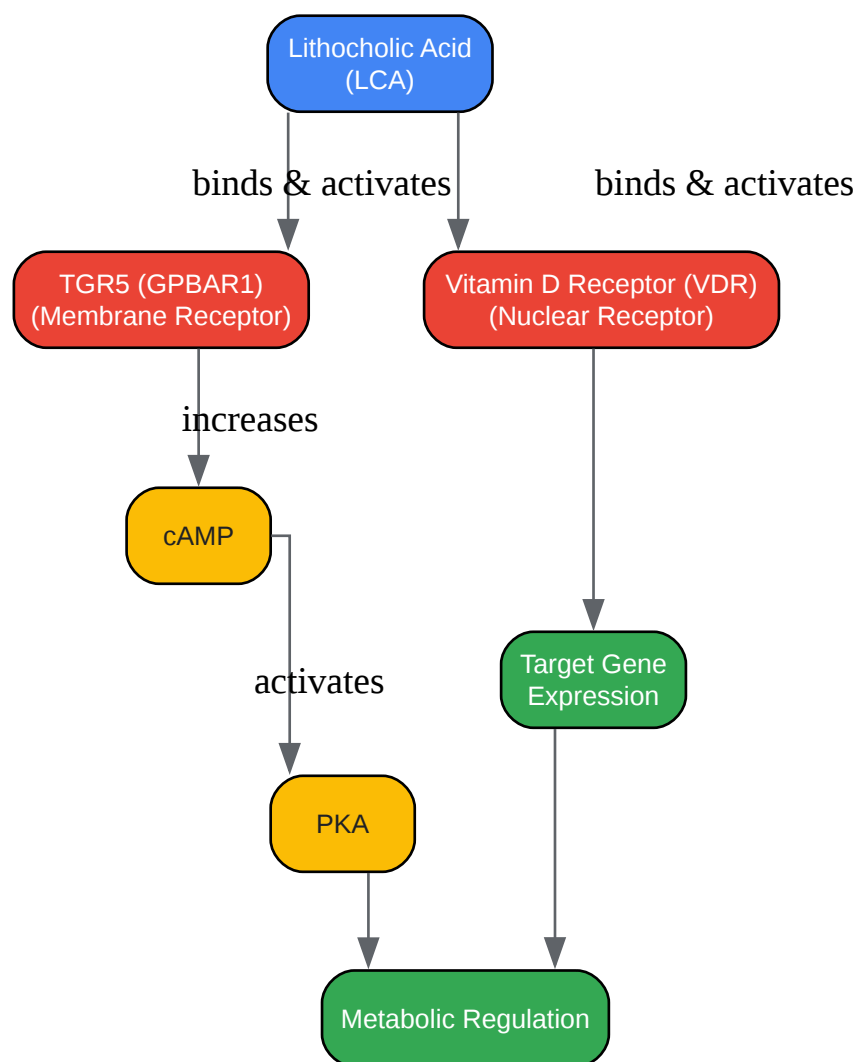 Lithocholic Acid
(LCA)
binds & activates
binds & activates
TGR5 (GPBAR1)
(Membrane Receptor)
Vitamin D Receptor (VDR)
(Nuclear Receptor)
increases
cAMP
Target Gene
Expression
activates
PKA
Metabolic Regulation